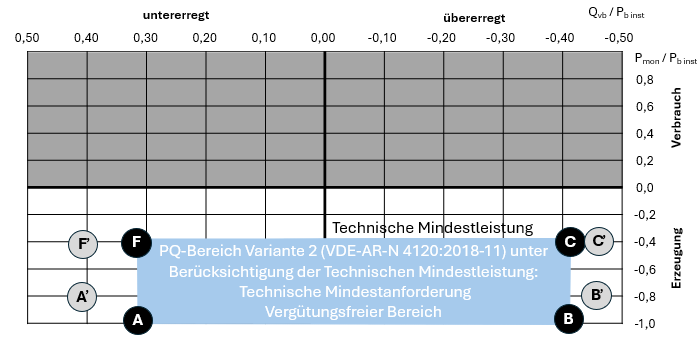 untererregt
übererregt
Qvb / Pb inst
0,50 0,40 0,30 0,20 0,10 0,00 -0,10 -0,20 -0,30 -0,40 -0,50
Pmon / Pb inst
0,8
0,6
0,4
0,2
0,0
-0,2
-0,4
-0,6
-0,8
-1,0
Verbrauch
Erzeugung
Technische Mindestleistung
F' F C C'
PQ-Bereich Variante 2 (VDE-AR-N 4120:2018-11) unter
Berücksichtigung der Technischen Mindestleistung:
Technische Mindestanforderung
Vergütungsfreier Bereich
A' B'
A B